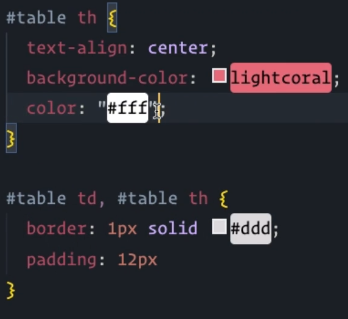 #table th {
text-align: center;
background-color: lightcoral;
color: "#fff";
}
#table td, #table th {
border: 1px solid #ddd;
padding: 12px
}